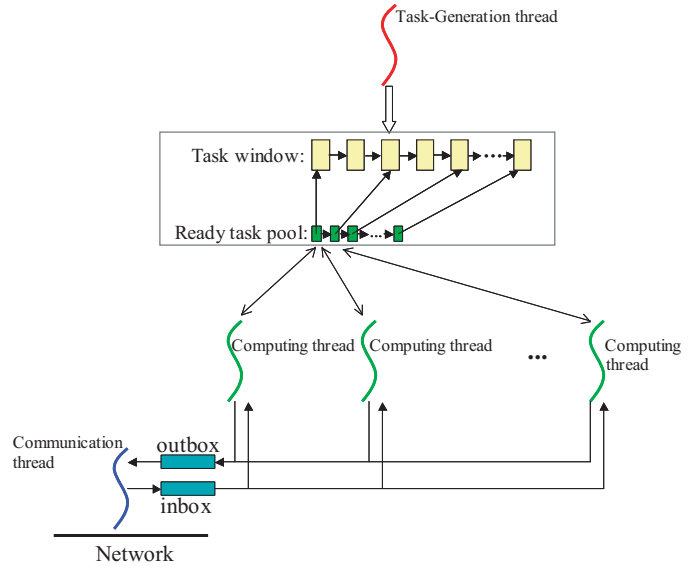 Task-Generation thread
Task window:
...
Ready task pool:
...
Computing thread
Computing thread
...
Computing
thread
Communication
thread
outbox
inbox
Network